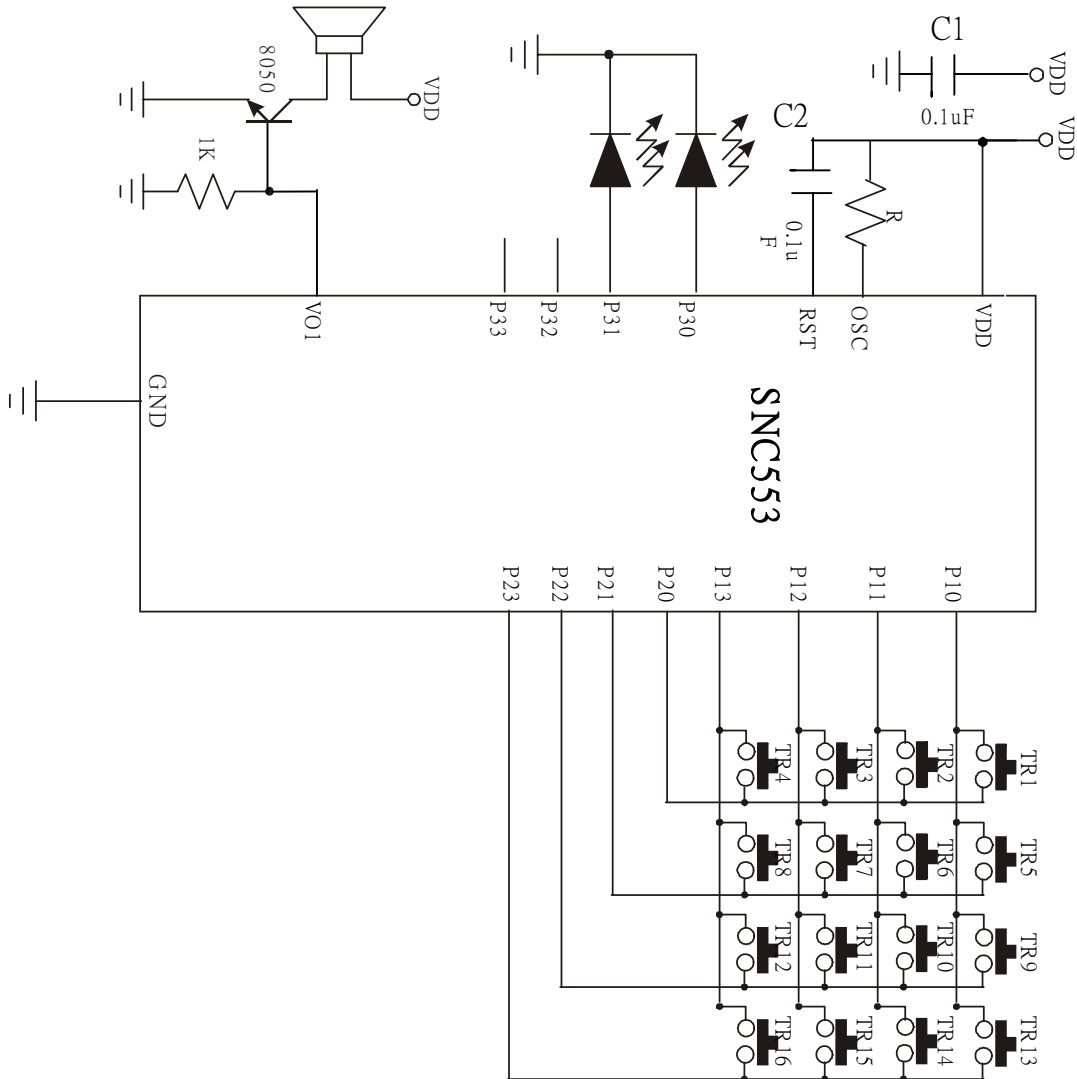 C1
VDD
0.1uF
VDD
C2
8050
VDD
1K
R
0.1u
F
VO1
P33
P32
P31
P30
RST
OSC
VDD
GND
SNC553
P23
P22
P21
P20
P13
P12
P11
P10
TR4
TR3
TR2
TR1
TR8
TR7
TR6
TR5
TR12
TR11
TR10
TR9
TR16
TR15
TR14
TR13